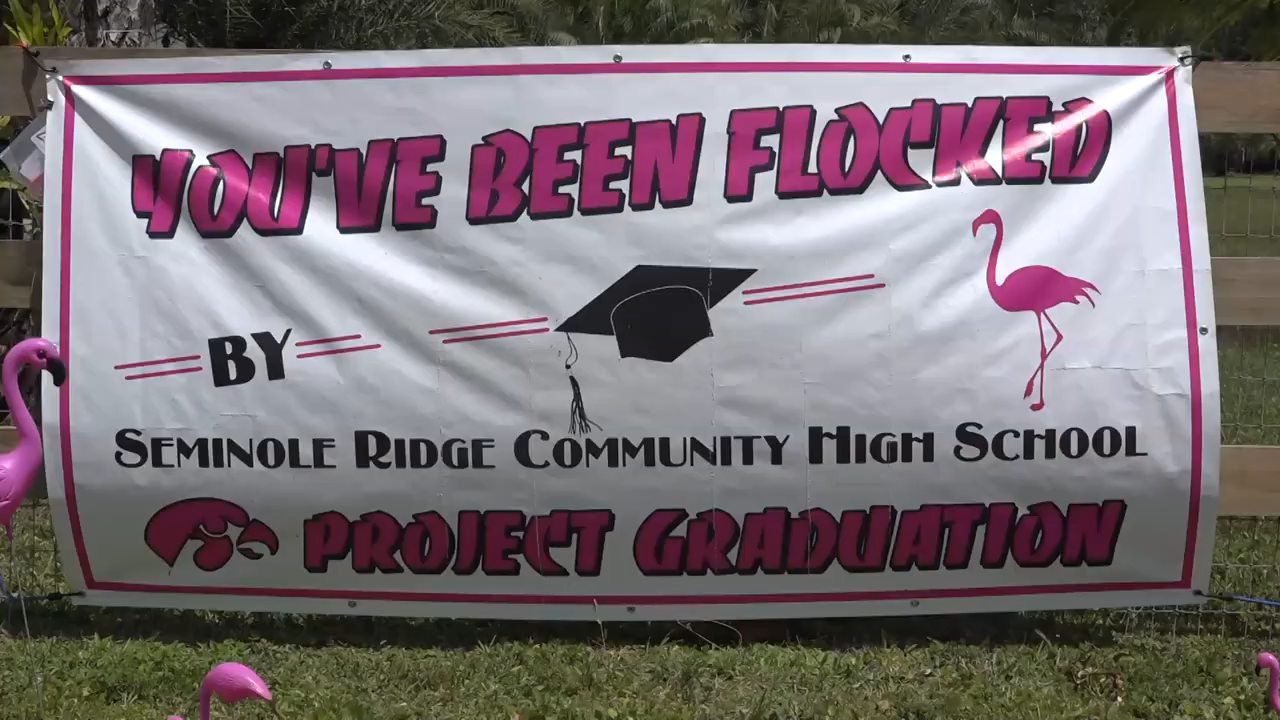 YOU'VE BEEN FLOCKED
BY
SEMINOLE RIDGE COMMUNITY HIGH SCHOOL
PROJECT GRADUATION